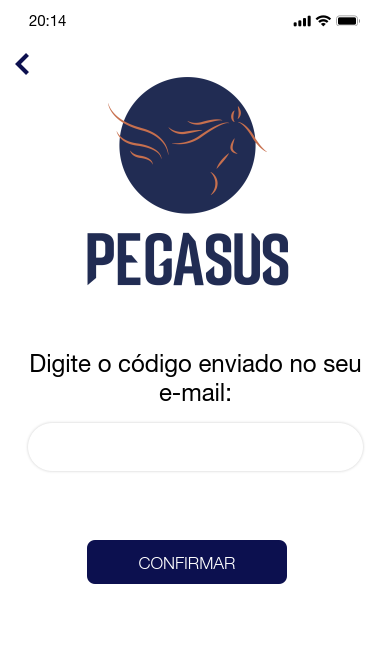 20:14
PEGASUS
Digite o código enviado no seu
e-mail:
CONFIRMAR